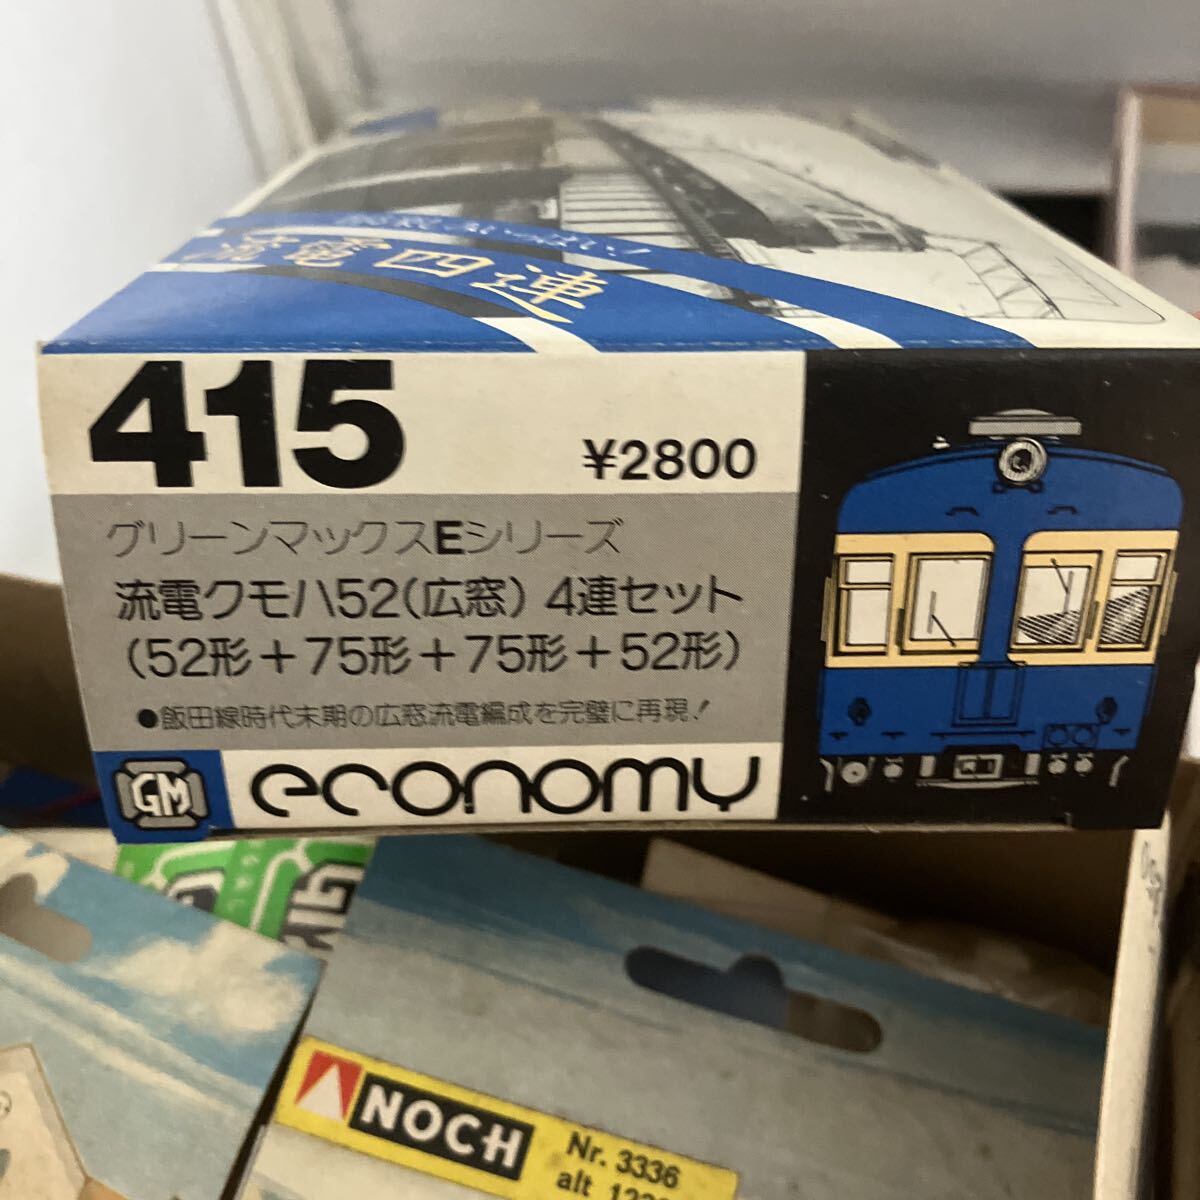 流電四連
415
¥2800
グリーンマックスEシリーズ
流電クモハ52(広窓) 4連セット
(52形+75形+75形+52形)
●飯田線時代末期の広窓流電編成を完璧に再現!
GM economy
NOCH
Nr. 3336
alt